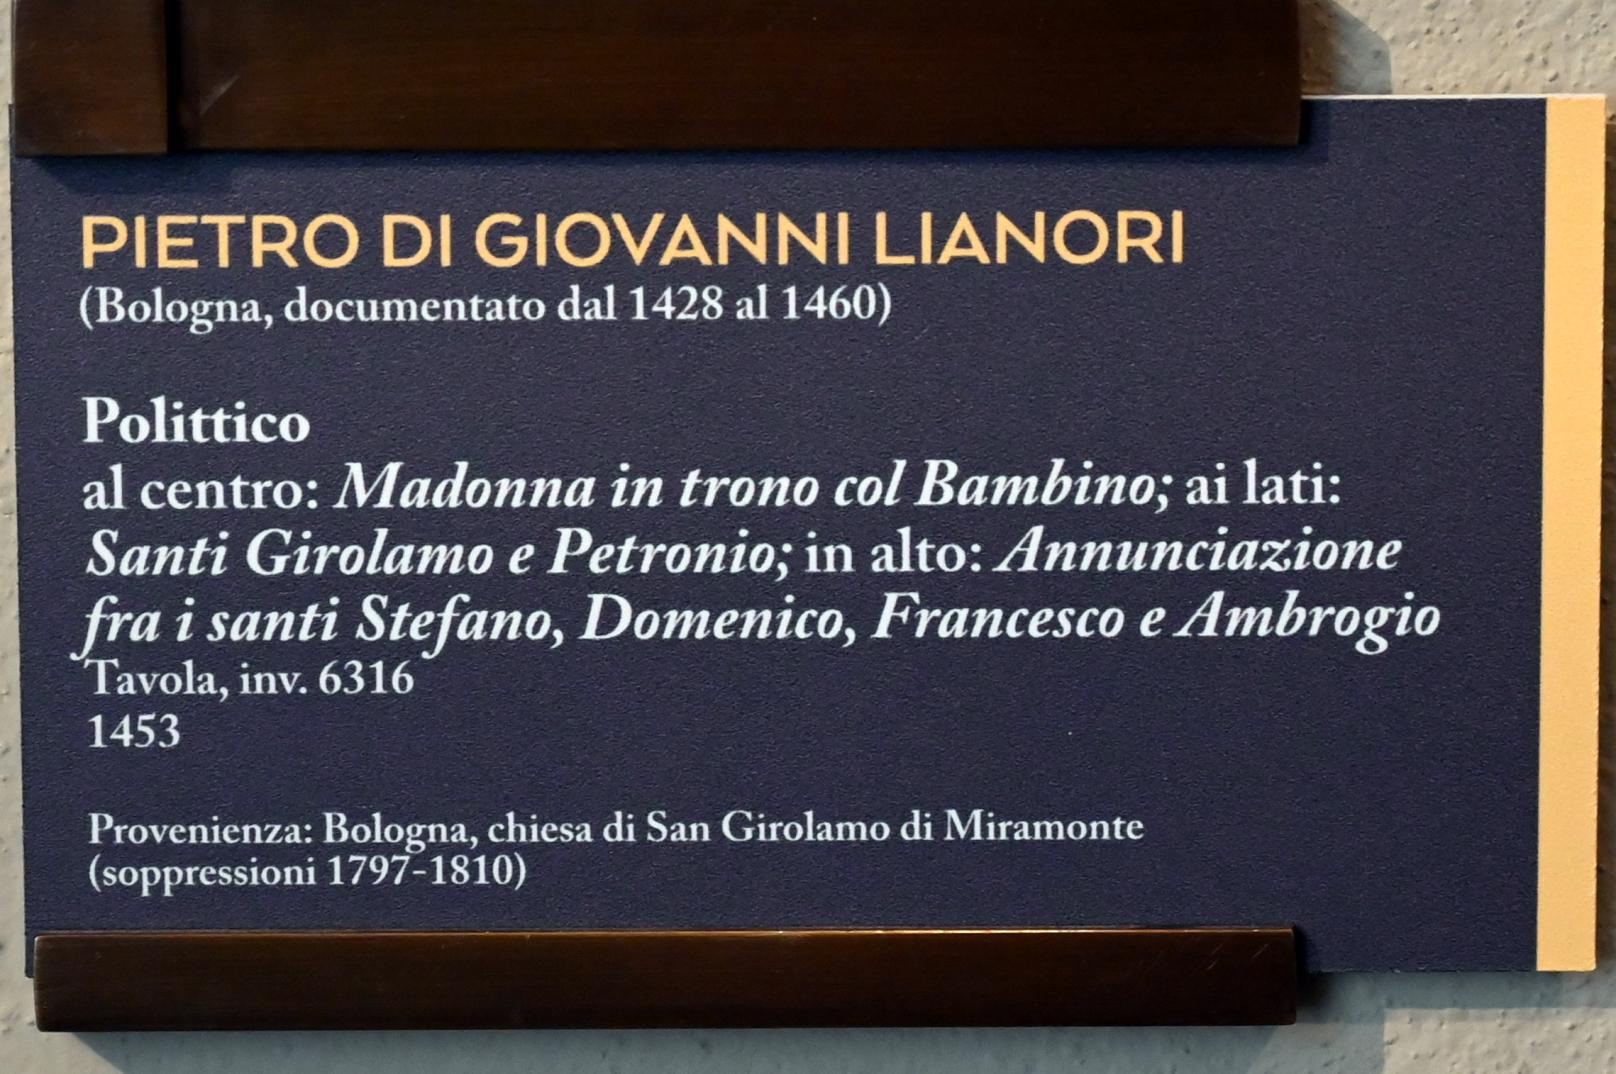 PIETRO DI GIOVANNI LIANORI
(Bologna, documentato dal 1428 al 1460)
Polittico
al centro: Madonna in trono col Bambino; ai lati:
Santi Girolamo e Petronio; in alto: Annunciazione
fra i santi Stefano, Domenico, Francesco e Ambrogio
Tavola, inv. 6316
1453
Provenienza: Bologna, chiesa di San Girolamo di Miramonte
(soppressioni 1797-1810)